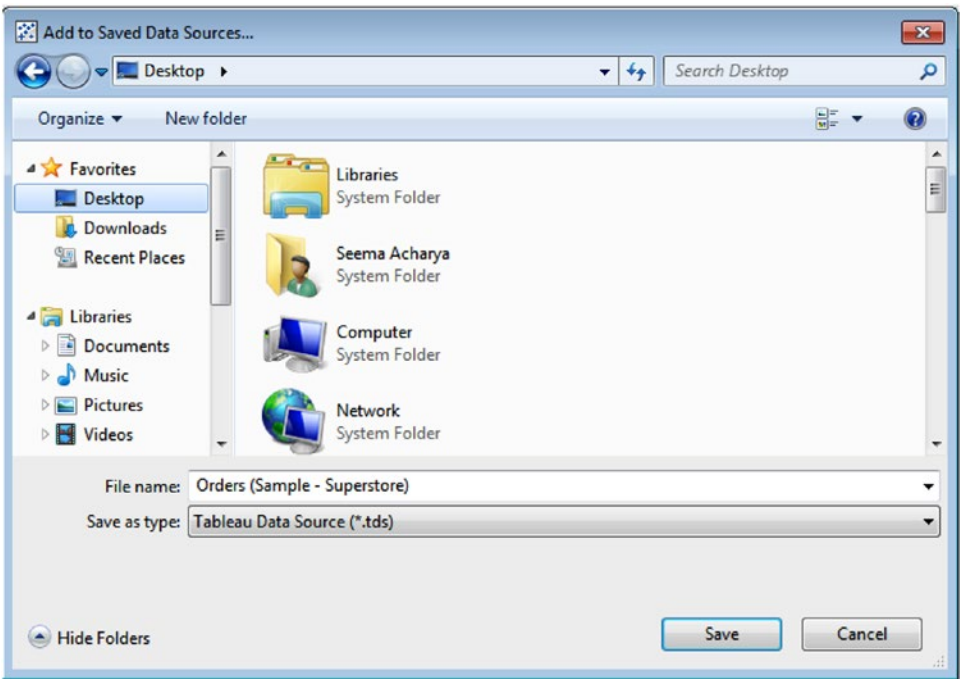 Add to Saved Data Sources...
Desktop
Search Desktop
Organize
New folder
Favorites
Desktop
Downloads
Recent Places
Libraries
Documents
Music
Pictures
Videos
Libraries
System Folder
Seema Acharya
System Folder
Computer
System Folder
Network
System Folder
File name: Orders (Sample - Superstore)
Save as type: Tableau Data Source (*.tds)
Hide Folders
Save
Cancel